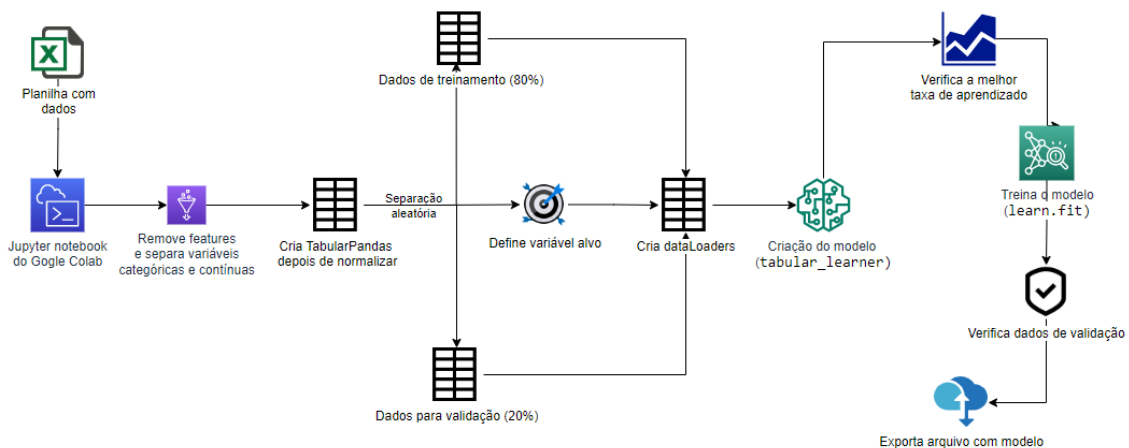 Planilha com
dados
Jupyter notebook
do Gogle Colab
Remove features
e separa variáveis
categóricas e contínuas
Cria TabularPandas
depois de normalizar
Separação
aleatória
Dados de treinamento (80%)
Define variável alvo
Dados para validação (20%)
Cria dataLoaders
Criação do modelo
(tabular_learner)
Verifica a melhor
taxa de aprendizado
Treina o modelo
(learn.fit)
Verifica dados de validação
Exporta arquivo com modelo